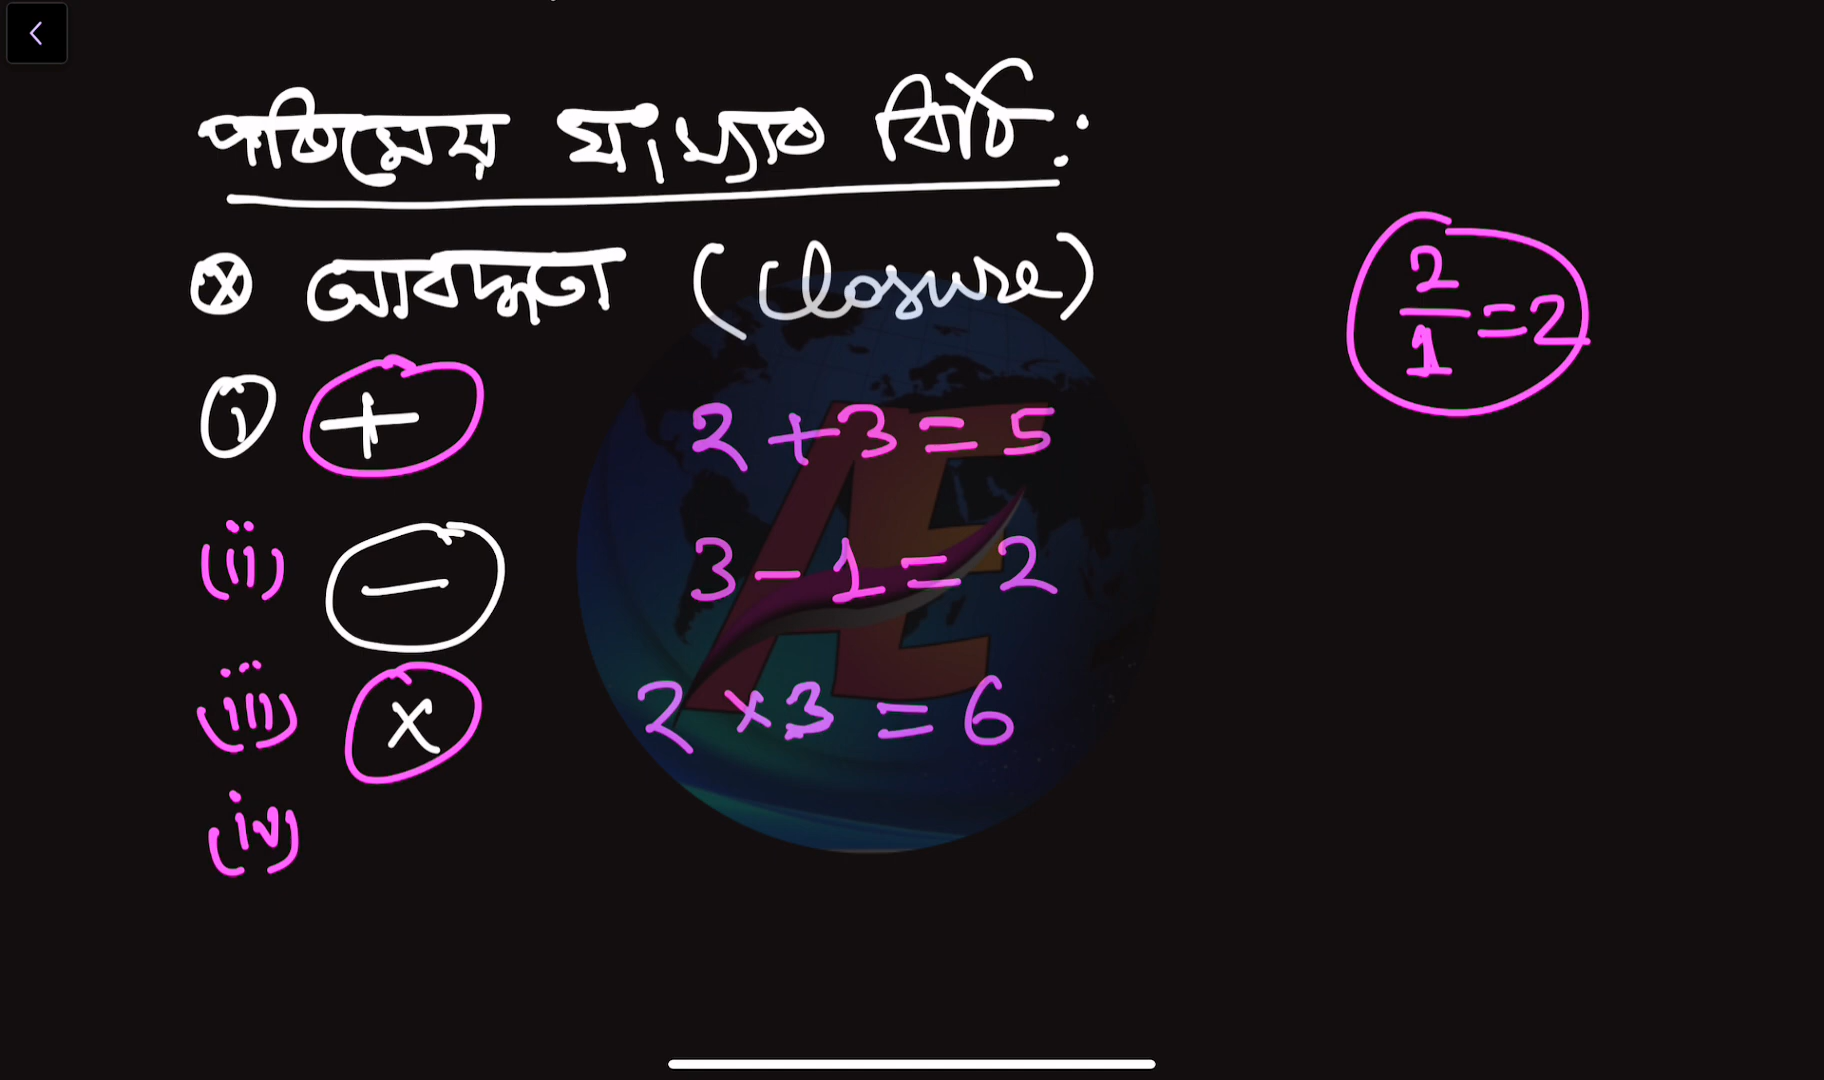 পরিমেয় সংখ্যার রীতি:
⊗ আবদ্ধতা (Closure)
(i) + 2 + 3 = 5
(ii) − 3 − 1 = 2
(iii) × 2 × 3 = 6
(iv)
2/1 = 2
AE